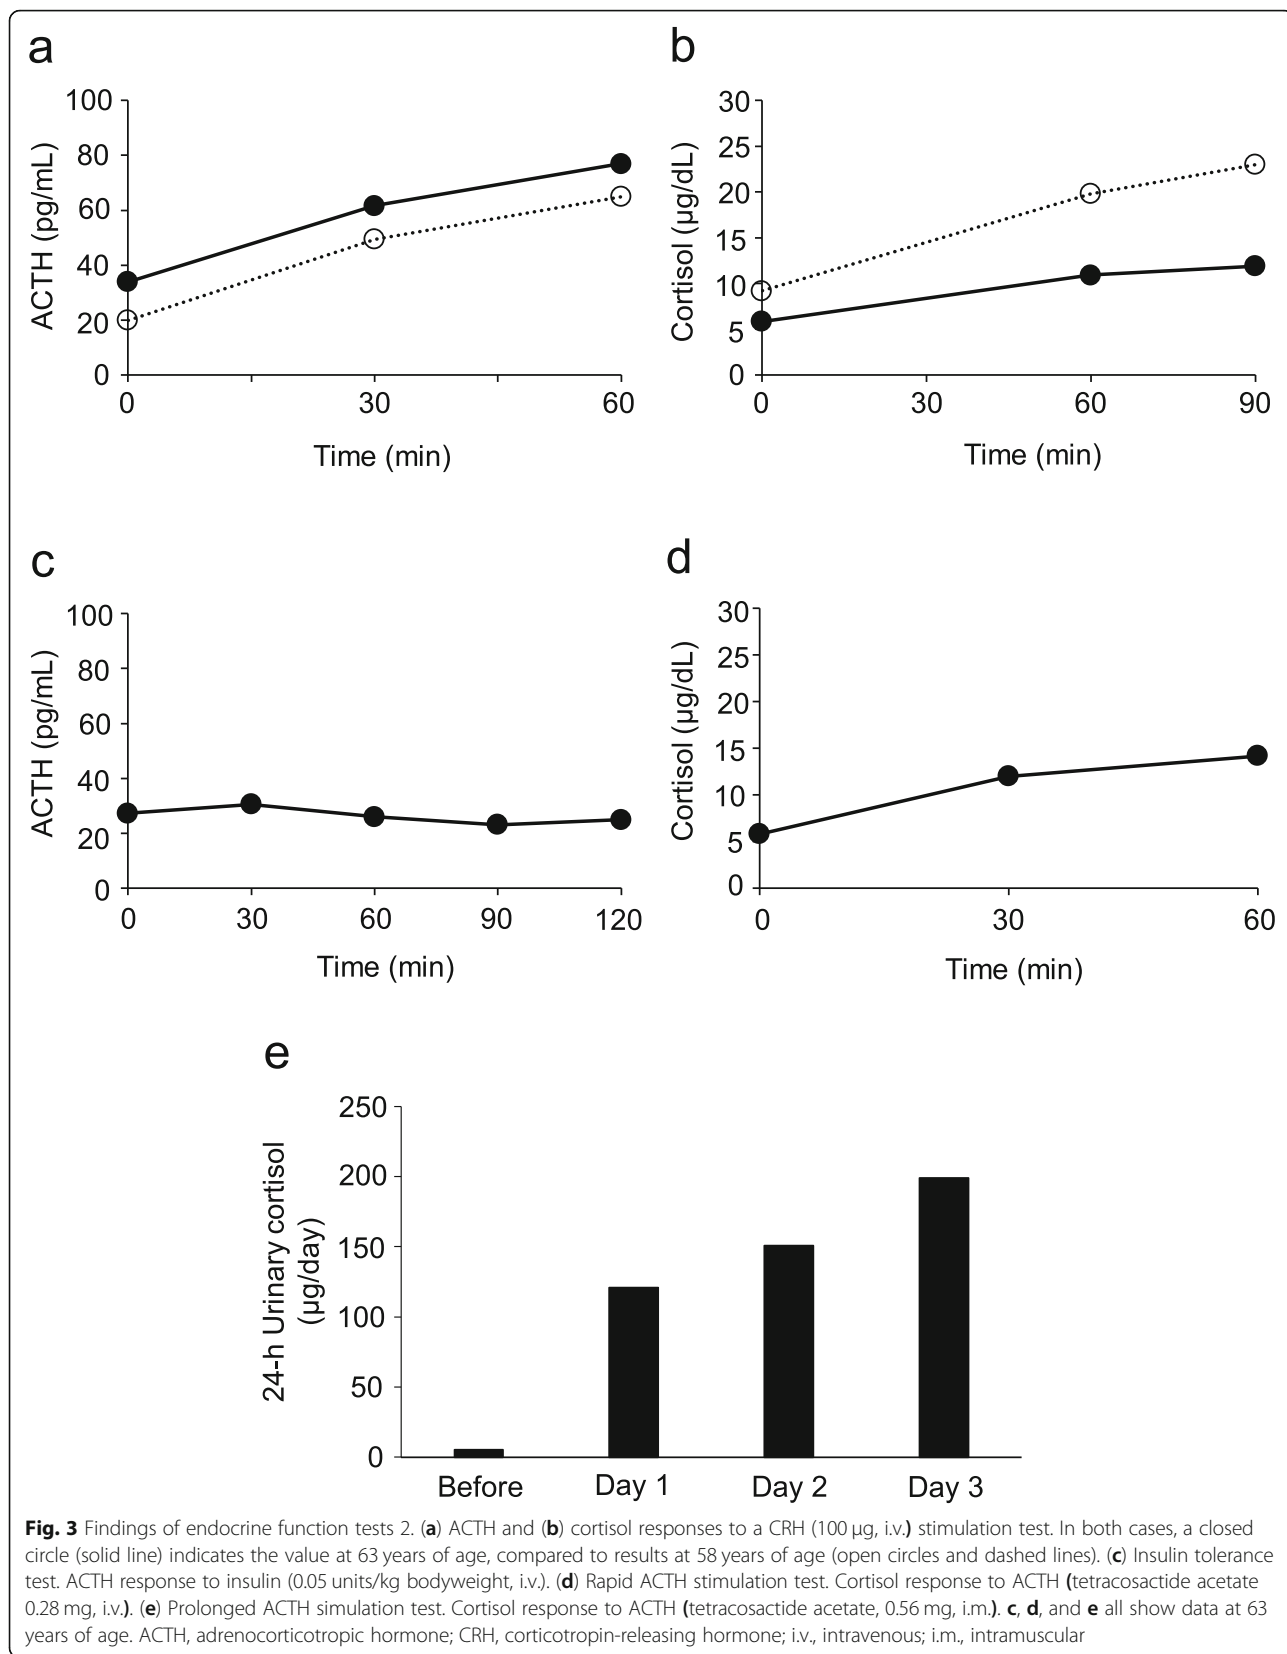 a
100
80
60
40
20
0
ACTH (pg/mL)
0 30 60
Time (min)
b
30
25
20
15
10
5
0
Cortisol (µg/dL)
0 30 60 90
Time (min)
c
100
80
60
40
20
0
ACTH (pg/mL)
0 30 60 90 120
Time (min)
d
30
25
20
15
10
5
0
Cortisol (µg/dL)
0 30 60
Time (min)
e
250
200
150
100
50
0
24-h Urinary cortisol
(µg/day)
Before Day 1 Day 2 Day 3
Fig. 3 Findings of endocrine function tests 2. (a) ACTH and (b) cortisol responses to a CRH (100 µg, i.v.) stimulation test. In both cases, a closed
circle (solid line) indicates the value at 63 years of age, compared to results at 58 years of age (open circles and dashed lines). (c) Insulin tolerance
test. ACTH response to insulin (0.05 units/kg bodyweight, i.v.). (d) Rapid ACTH stimulation test. Cortisol response to ACTH (tetracosactide acetate
0.28 mg, i.v.). (e) Prolonged ACTH simulation test. Cortisol response to ACTH (tetracosactide acetate, 0.56 mg, i.m.). c, d, and e all show data at 63
years of age. ACTH, adrenocorticotropic hormone; CRH, corticotropin-releasing hormone; i.v., intravenous; i.m., intramuscular